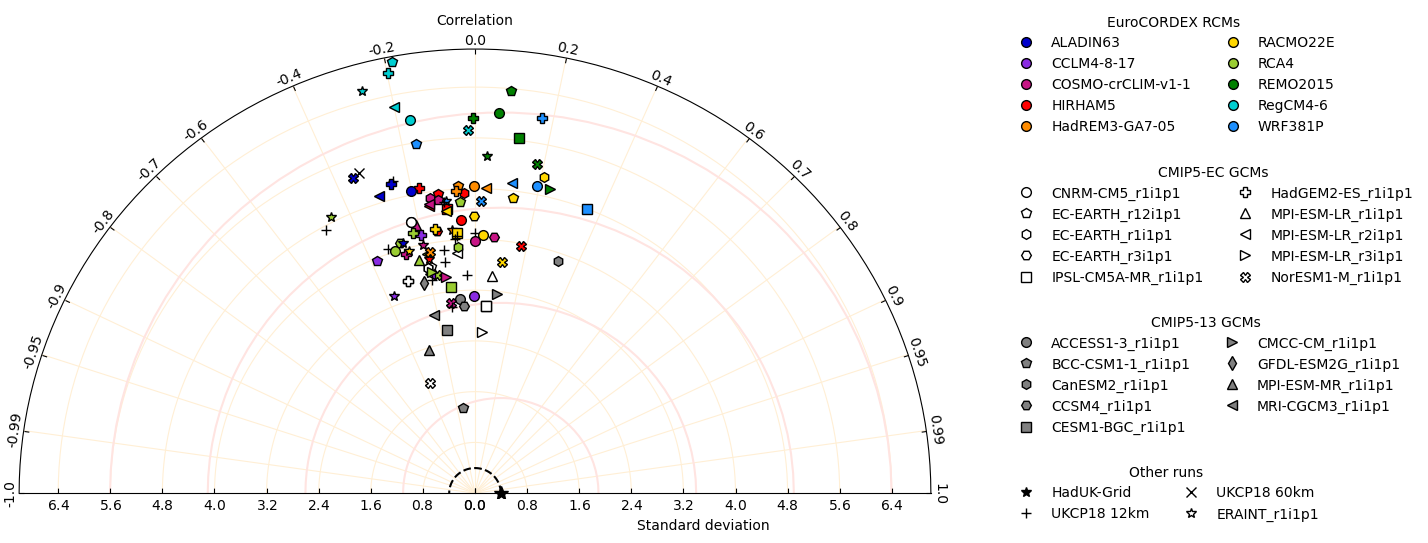 Correlation
-1.0
-0.99
-0.95
-0.9
-0.8
-0.7
-0.6
-0.4
-0.2
0.0
0.2
0.4
0.6
0.7
0.8
0.9
0.95
0.99
1.0
6.4 5.6 4.8 4.0 3.2 2.4 1.6 0.8 0.0 0.8 1.6 2.4 3.2 4.0 4.8 5.6 6.4
Standard deviation
EuroCORDEX RCMs
ALADIN63 RACMO22E
CCLM4-8-17 RCA4
COSMO-crCLIM-v1-1 REMO2015
HIRHAM5 RegCM4-6
HadREM3-GA7-05 WRF381P
CMIP5-EC GCMs
CNRM-CM5_r1i1p1 HadGEM2-ES_r1i1p1
EC-EARTH_r12i1p1 MPI-ESM-LR_r1i1p1
EC-EARTH_r1i1p1 MPI-ESM-LR_r2i1p1
EC-EARTH_r3i1p1 MPI-ESM-LR_r3i1p1
IPSL-CM5A-MR_r1i1p1 NorESM1-M_r1i1p1
CMIP5-13 GCMs
ACCESS1-3_r1i1p1 CMCC-CM_r1i1p1
BCC-CSM1-1_r1i1p1 GFDL-ESM2G_r1i1p1
CanESM2_r1i1p1 MPI-ESM-MR_r1i1p1
CCSM4_r1i1p1 MRI-CGCM3_r1i1p1
CESM1-BGC_r1i1p1
Other runs
HadUK-Grid UKCP18 60km
UKCP18 12km ERAINT_r1i1p1